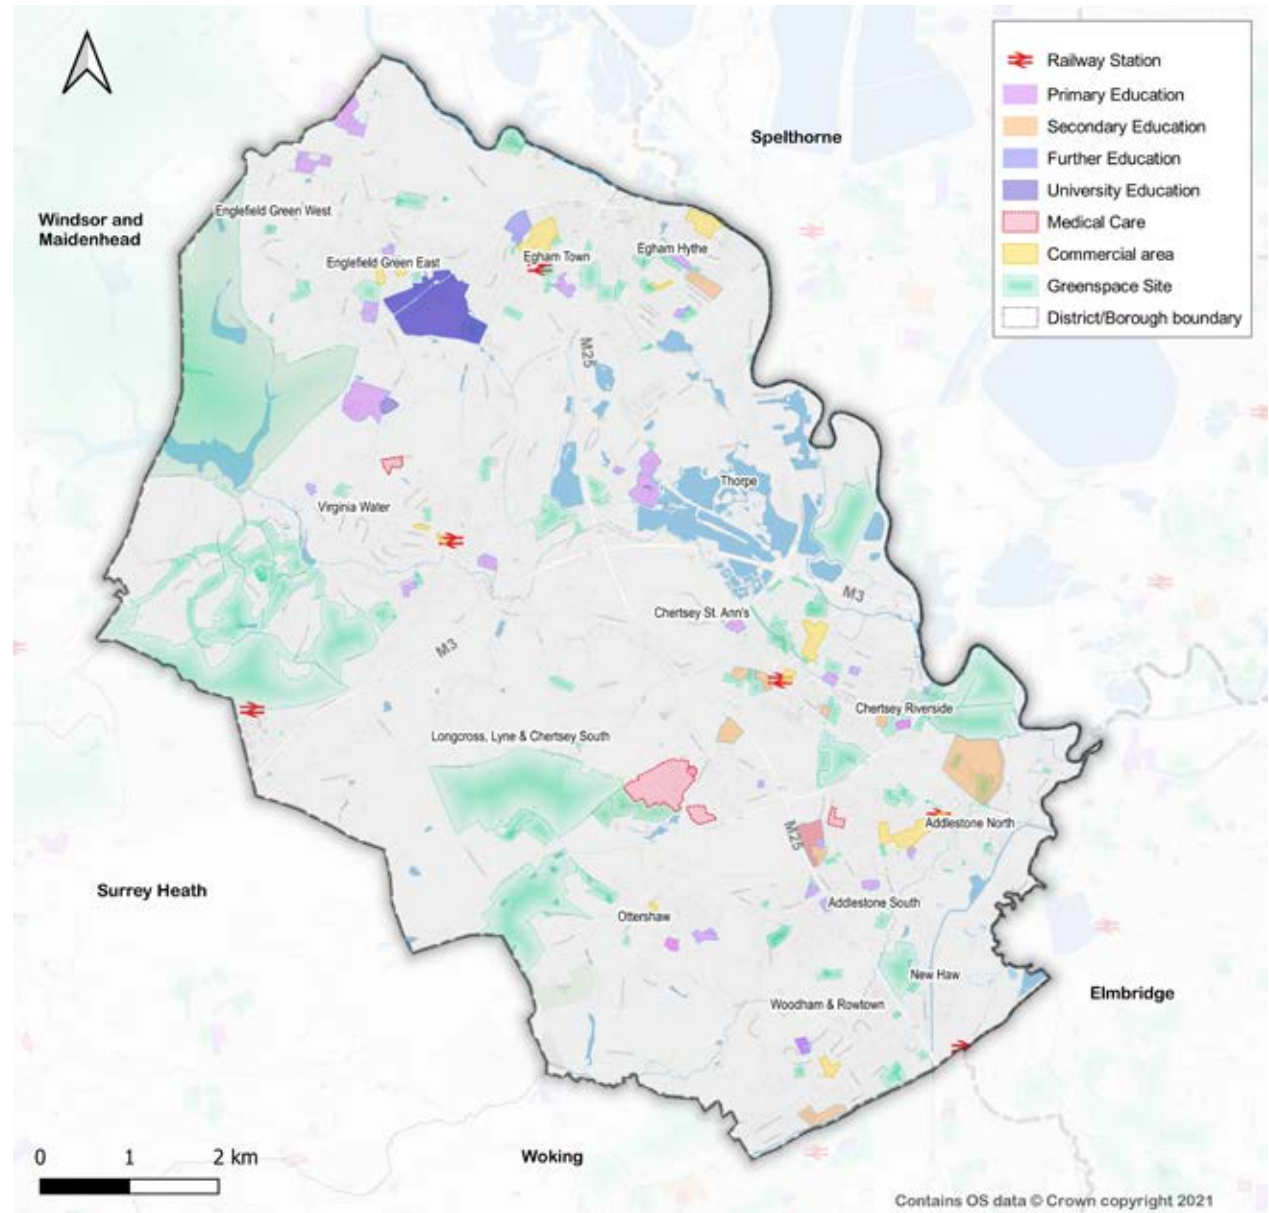 Railway Station
Primary Education
Secondary Education
Further Education
University Education
Medical Care
Commercial area
Greenspace Site
District/Borough boundary
Spelthorne
Windsor and
Maidenhead
Englefield Green West
Englefield Green East
Egham Town
Egham Hythe
M25
Thorpe
Virginia Water
M3
Chertsey St. Ann's
M3
Chertsey Riverside
Longcross, Lyne & Chertsey South
M25
Addlestone North
Surrey Heath
Addlestone South
Ottershaw
New Haw
Elmbridge
Woodham & Rowtown
Woking
0 1 2 km
Contains OS data © Crown copyright 2021